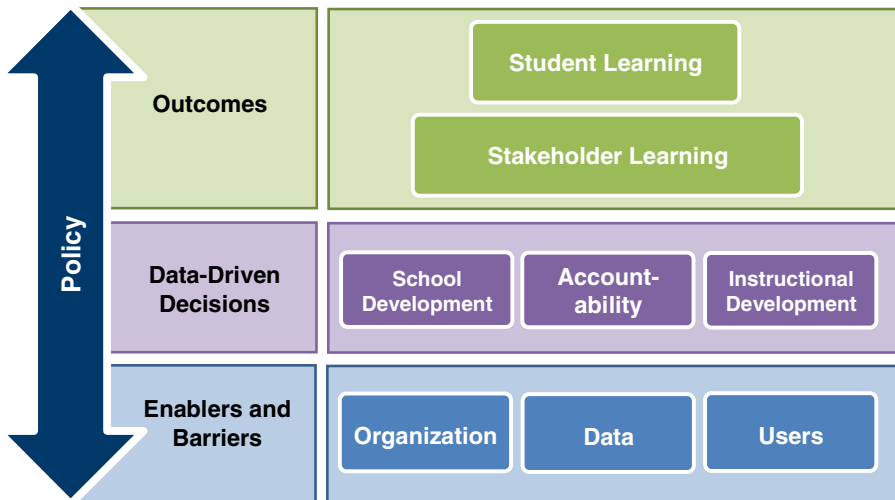 Policy
Outcomes
Student Learning
Stakeholder Learning
Data-Driven
Decisions
School
Development
Account-
ability
Instructional
Development
Enablers and
Barriers
Organization
Data
Users